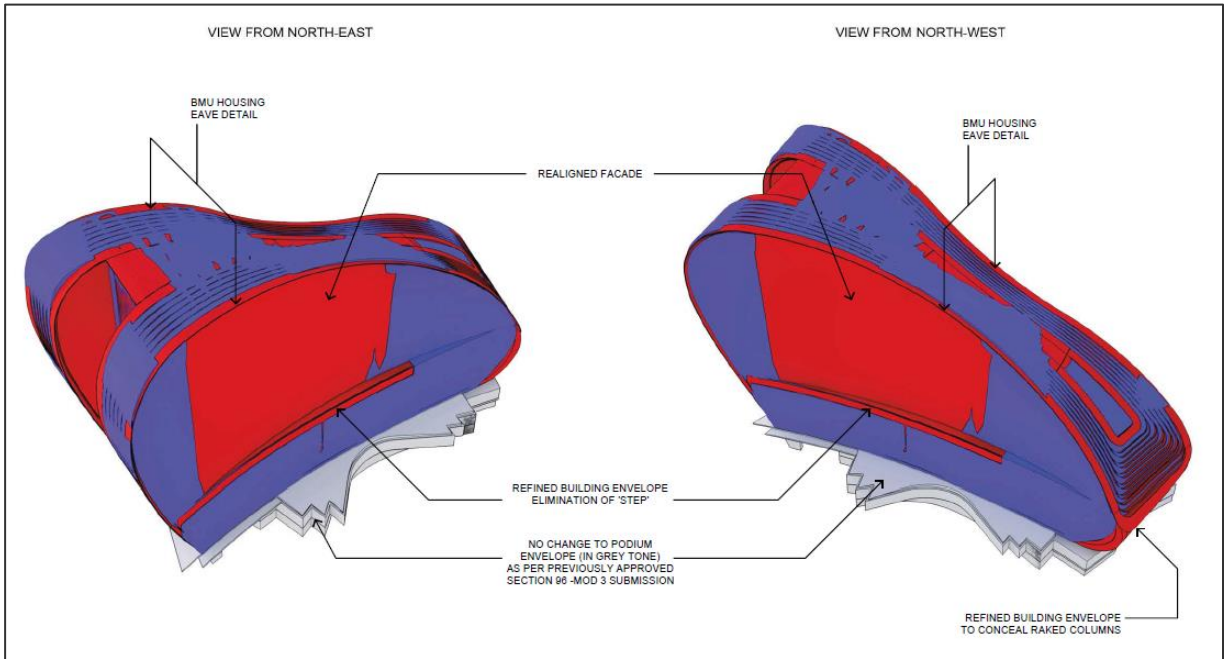 VIEW FROM NORTH-EAST
VIEW FROM NORTH-WEST
BMU HOUSING
EAVE DETAIL
BMU HOUSING
EAVE DETAIL
REALIGNED FACADE
REFINED BUILDING ENVELOPE
ELIMINATION OF 'STEP'
NO CHANGE TO PODIUM
ENVELOPE (IN GREY TONE)
AS PER PREVIOUSLY APPROVED
SECTION 96 -MOD 3 SUBMISSION
REFINED BUILDING ENVELOPE
TO CONCEAL RAKED COLUMNS